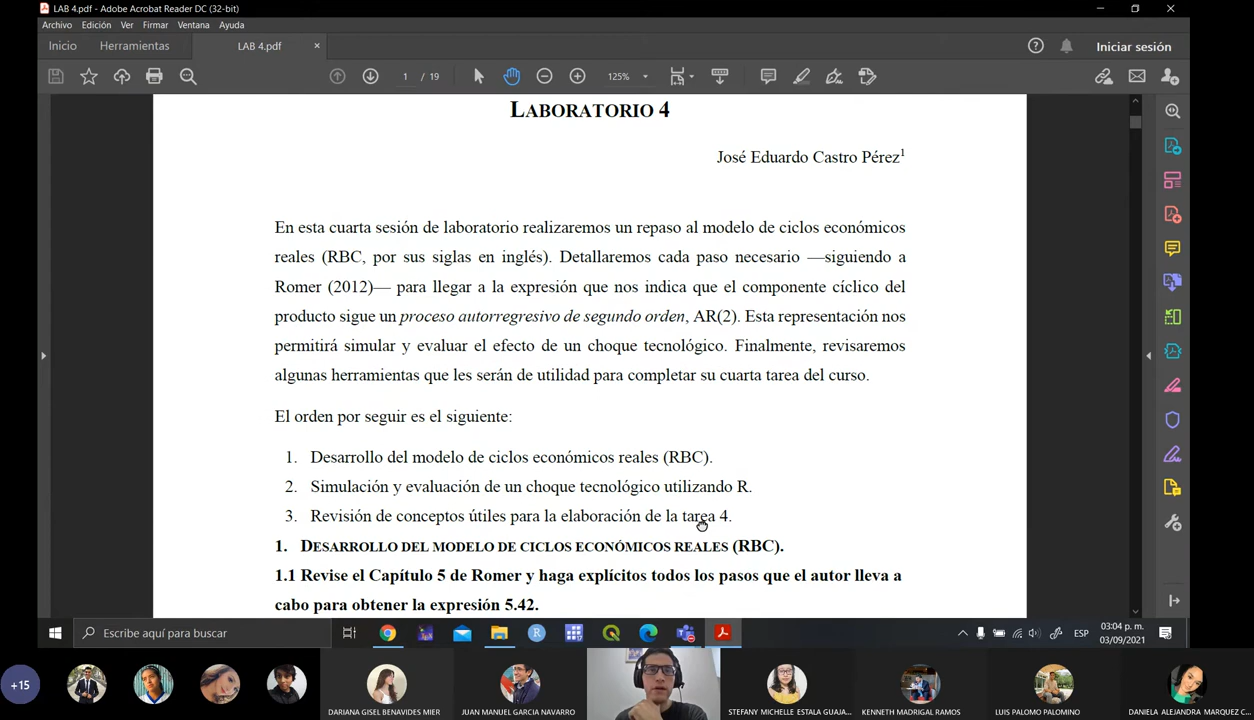 LAB 4.pdf - Adobe Acrobat Reader DC (32-bit)
Archivo Edición Ver Firmar Ventana Ayuda
Inicio Herramientas LAB 4.pdf × Iniciar sesión
1 / 19 125%
LABORATORIO 4
José Eduardo Castro Pérez¹
En esta cuarta sesión de laboratorio realizaremos un repaso al modelo de ciclos económicos
reales (RBC, por sus siglas en inglés). Detallaremos cada paso necesario —siguiendo a
Romer (2012)— para llegar a la expresión que nos indica que el componente cíclico del
producto sigue un proceso autorregresivo de segundo orden, AR(2). Esta representación nos
permitirá simular y evaluar el efecto de un choque tecnológico. Finalmente, revisaremos
algunas herramientas que les serán de utilidad para completar su cuarta tarea del curso.
El orden por seguir es el siguiente:
1. Desarrollo del modelo de ciclos económicos reales (RBC).
2. Simulación y evaluación de un choque tecnológico utilizando R.
3. Revisión de conceptos útiles para la elaboración de la tarea 4.
1. DESARROLLO DEL MODELO DE CICLOS ECONÓMICOS REALES (RBC).
1.1 Revise el Capítulo 5 de Romer y haga explícitos todos los pasos que el autor lleva a
cabo para obtener la expresión 5.42.
Escribe aquí para buscar
ESP
03:04 p. m.
03/09/2021
+15
DARIANA GISEL BENAVIDES MIER
JUAN MANUEL GARCIA NAVARRO
STEFANY MICHELLE ESTALA GUAJA...
KENNETH MADRIGAL RAMOS
LUIS PALOMO PALOMINO
DANIELA ALEJANDRA MARQUEZ C...